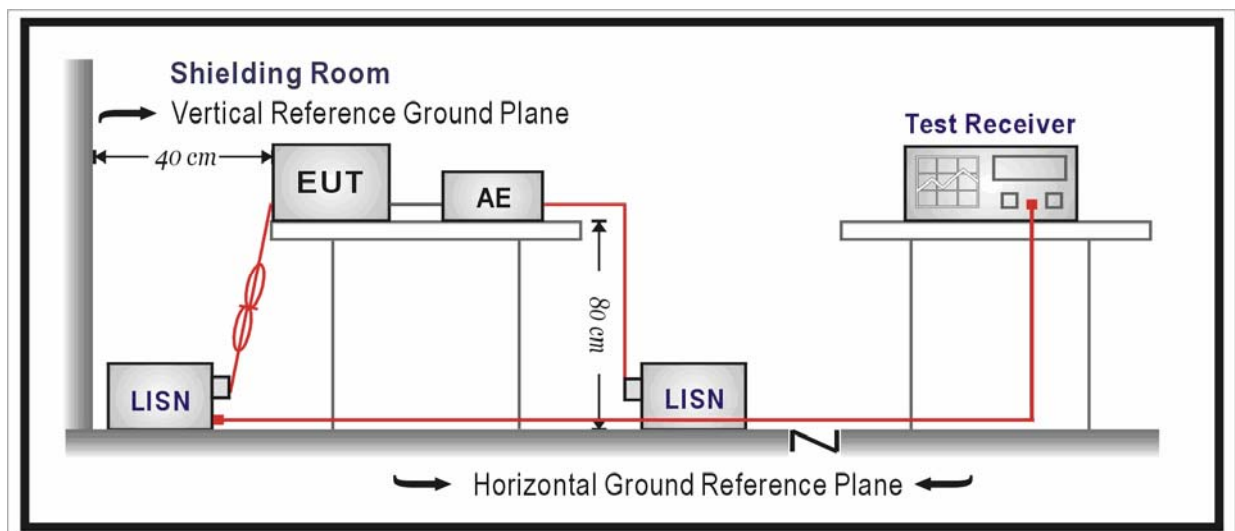 Shielding Room
Vertical Reference Ground Plane
Test Receiver
40 cm
EUT
AE
80 cm
LISN
LISN
Horizontal Ground Reference Plane